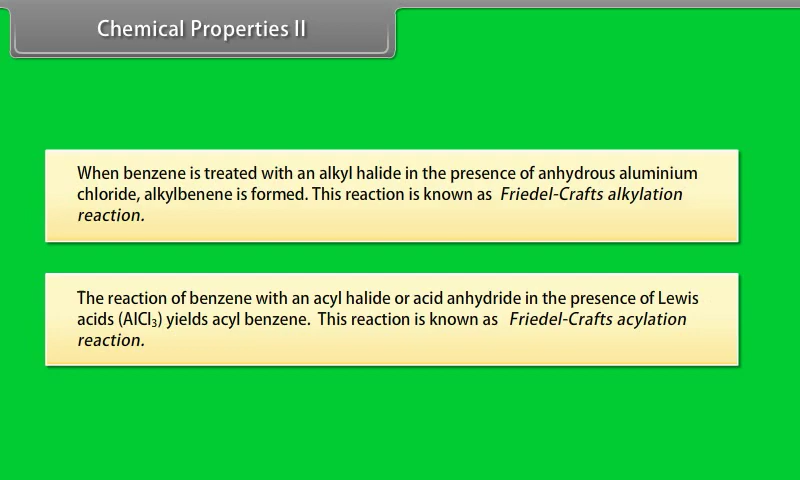 Chemical Properties II
When benzene is treated with an alkyl halide in the presence of anhydrous aluminium
chloride, alkylbenene is formed. This reaction is known as Friedel-Crafts alkylation
reaction.
The reaction of benzene with an acyl halide or acid anhydride in the presence of Lewis
acids (AlCl₃) yields acyl benzene. This reaction is known as Friedel-Crafts acylation
reaction.